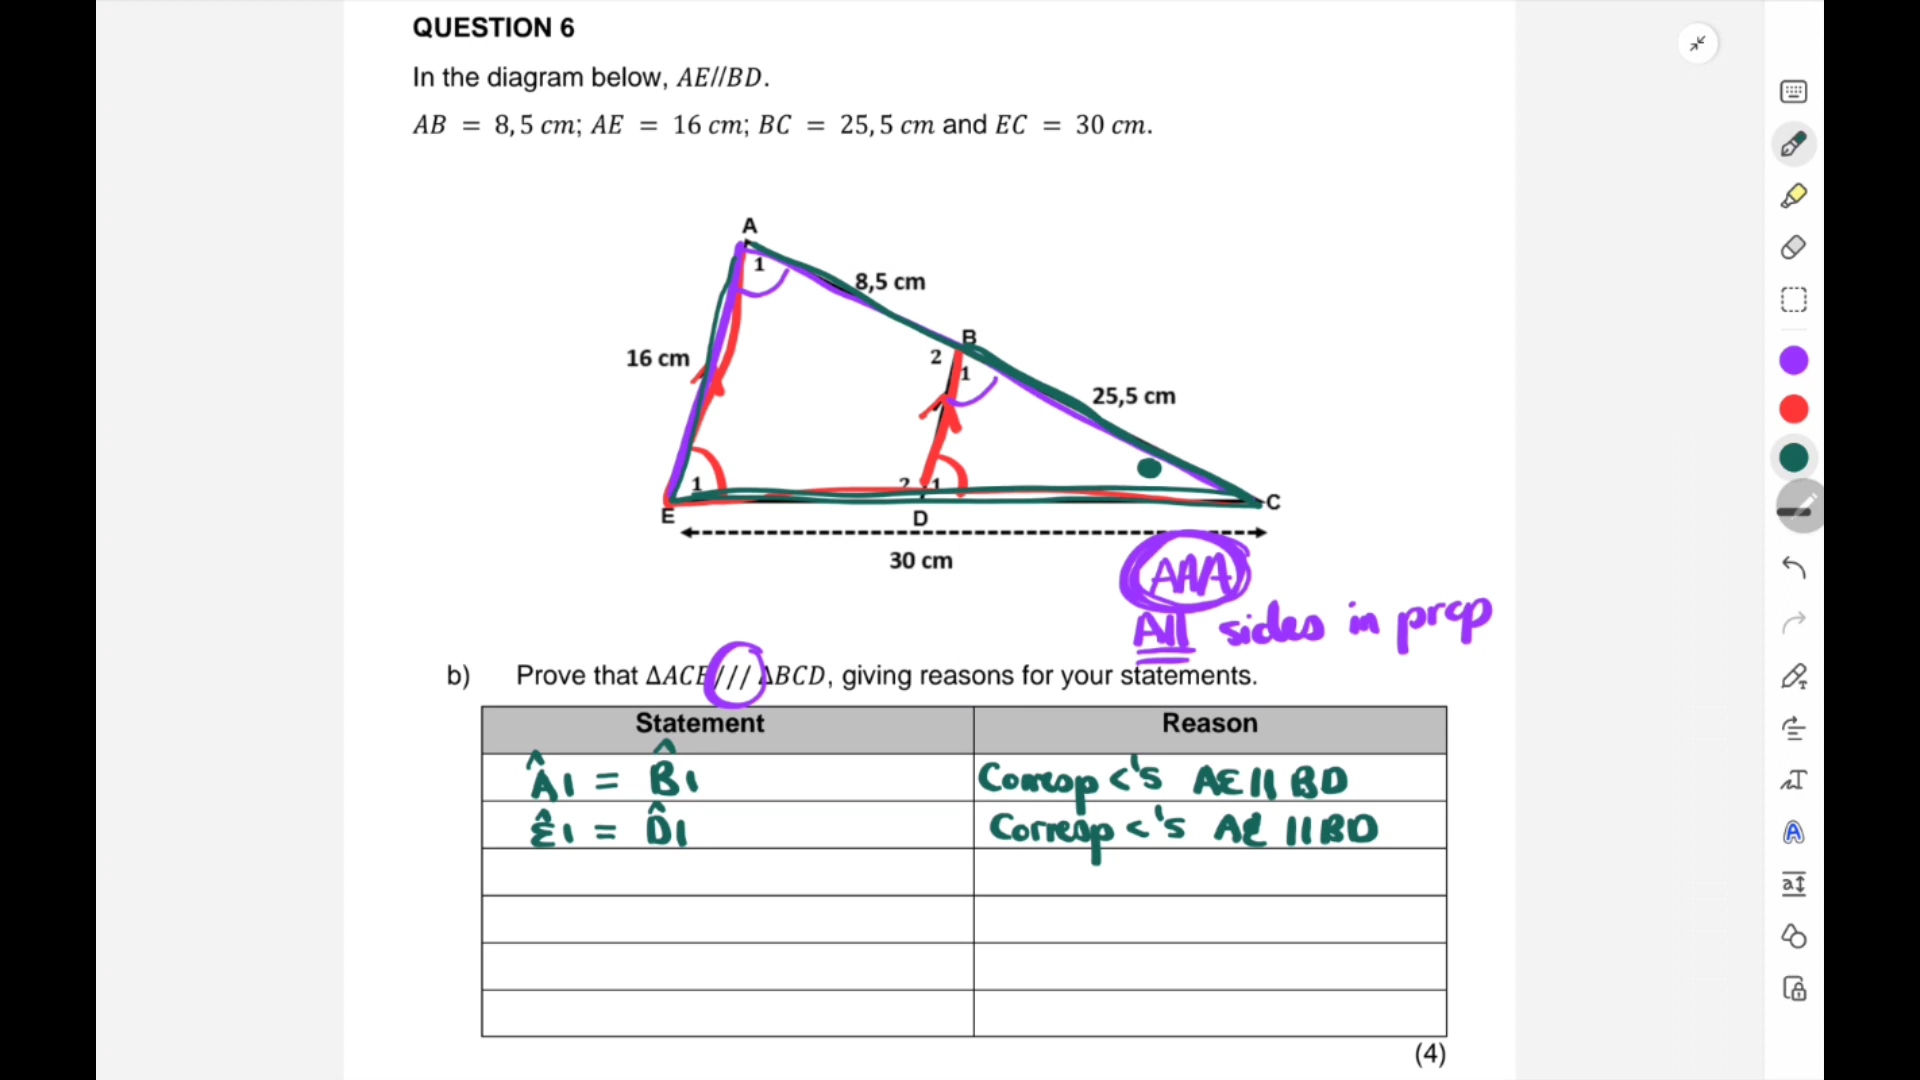 QUESTION 6
In the diagram below, AE//BD.
AB = 8,5 cm; AE = 16 cm; BC = 25,5 cm and EC = 30 cm.
A
1
8,5 cm
B
16 cm
2
1
25,5 cm
1
2
1
E
D
C
30 cm
AAA
All sides in prop
b) Prove that ΔACE /// ΔBCD, giving reasons for your statements.
Statement Reason
Â1 = B̂1 Corresp <'s AE || BD
Ê1 = D̂1 Corresp <'s AE || BD
(4)